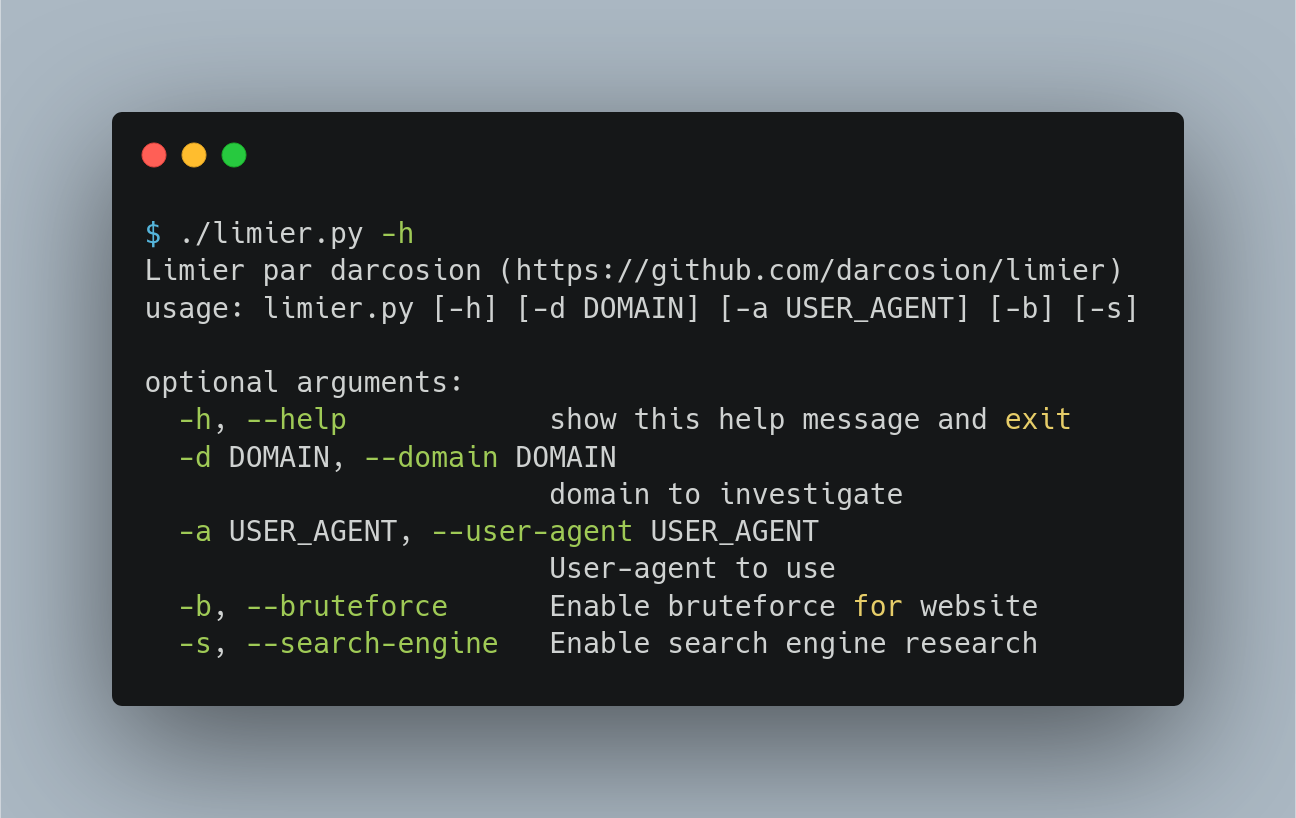 $ ./limier.py -h
Limier par darcosion (https://github.com/darcosion/limier)
usage: limier.py [-h] [-d DOMAIN] [-a USER_AGENT] [-b] [-s]
optional arguments:
-h, --help show this help message and exit
-d DOMAIN, --domain DOMAIN
domain to investigate
-a USER_AGENT, --user-agent USER_AGENT
User-agent to use
-b, --bruteforce Enable bruteforce for website
-s, --search-engine Enable search engine research